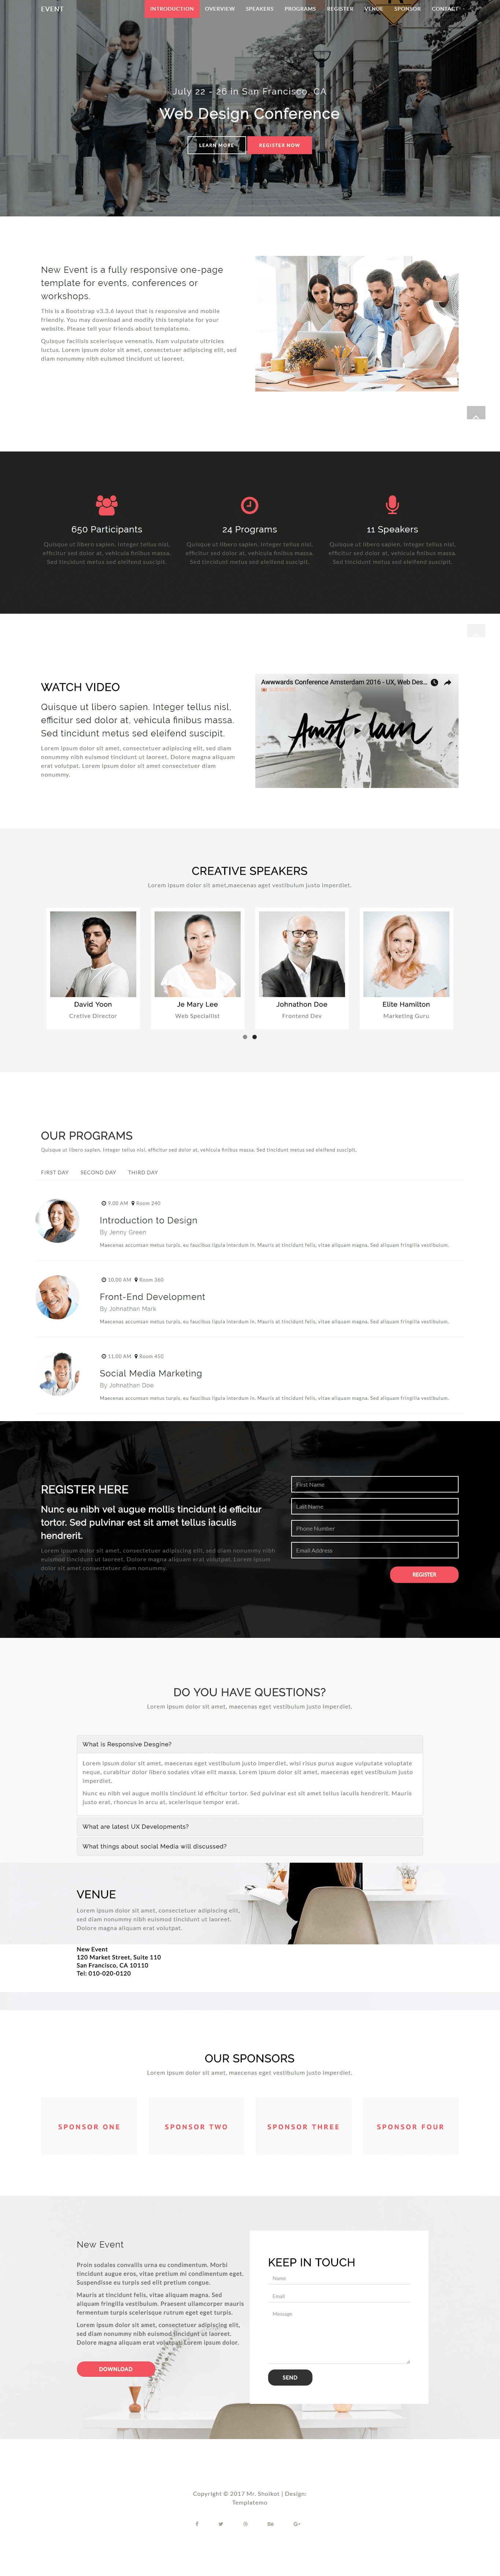 EVENT
INTRODUCTION OVERVIEW SPEAKERS PROGRAMS REGISTER VENUE SPONSOR CONTACT
July 22 - 26 in San Francisco, CA
Web Design Conference
LEARN MORE REGISTER NOW
New Event is a fully responsive one-page
template for events, conferences or
workshops.
This is a Bootstrap v3.3.6 layout that is responsive and mobile
friendly. You may download and modify this template for your
website. Please tell your friends about templatemo.
Quisque facilisis scelerisque venenatis. Nam vulputate ultricies
luctus. Lorem ipsum dolor sit amet, consectetuer adipiscing elit, sed
diam nonummy nibh euismod tincidunt ut laoreet.
650 Participants
Quisque ut libero sapien. Integer tellus nisl,
efficitur sed dolor at, vehicula finibus massa.
Sed tincidunt metus sed eleifend suscipit.
24 Programs
Quisque ut libero sapien. Integer tellus nisl,
efficitur sed dolor at, vehicula finibus massa.
Sed tincidunt metus sed eleifend suscipit.
11 Speakers
Quisque ut libero sapien. Integer tellus nisl,
efficitur sed dolor at, vehicula finibus massa.
Sed tincidunt metus sed eleifend suscipit.
WATCH VIDEO
Quisque ut libero sapien. Integer tellus nisl,
efficitur sed dolor at, vehicula finibus massa.
Sed tincidunt metus sed eleifend suscipit.
Lorem ipsum dolor sit amet, consectetuer adipiscing elit, sed diam
nonummy nibh euismod tincidunt ut laoreet. Dolore magna aliquam
erat volutpat. Lorem ipsum dolor sit amet consectetuer diam
nonummy.
Awwwards Conference Amsterdam 2016 - UX, Web Des...
CREATIVE SPEAKERS
Lorem ipsum dolor sit amet,maecenas eget vestibulum justo imperdiet.
David Yoon
Cretive Director
Je Mary Lee
Web Speciallist
Johnathon Doe
Frontend Dev
Elite Hamilton
Marketing Guru
OUR PROGRAMS
Quisque ut libero sapien. Integer tellus nisl, efficitur sed dolor at, vehicula finibus massa. Sed tincidunt metus sed eleifend suscipit.
FIRST DAY SECOND DAY THIRD DAY
9.00 AM Room 240
Introduction to Design
By Jenny Green
Maecenas accumsan metus turpis, eu faucibus ligula interdum in. Mauris at tincidunt felis, vitae aliquam magna. Sed aliquam fringilla vestibulum.
10.00 AM Room 360
Front-End Development
By Johnathan Mark
Maecenas accumsan metus turpis, eu faucibus ligula interdum in. Mauris at tincidunt felis, vitae aliquam magna. Sed aliquam fringilla vestibulum.
11.00 AM Room 450
Social Media Marketing
By Johnathan Doe
Maecenas accumsan metus turpis, eu faucibus ligula interdum in. Mauris at tincidunt felis, vitae aliquam magna. Sed aliquam fringilla vestibulum.
REGISTER HERE
Nunc eu nibh vel augue mollis tincidunt id efficitur
tortor. Sed pulvinar est sit amet tellus iaculis
hendrerit.
Lorem ipsum dolor sit amet, consectetuer adipiscing elit, sed diam nonummy nibh
euismod tincidunt ut laoreet. Dolore magna aliquam erat volutpat. Lorem ipsum
dolor sit amet consectetuer diam nonummy.
First Name
Last Name
Phone Number
Email Address
REGISTER
DO YOU HAVE QUESTIONS?
Lorem ipsum dolor sit amet, maecenas eget vestibulum justo imperdiet.
What is Responsive Desgine?
Lorem ipsum dolor sit amet, maecenas eget vestibulum justo imperdiet, wisi risus purus augue vulputate voluptate
neque, curabitur dolor libero sodales vitae elit massa. Lorem ipsum dolor sit amet, maecenas eget vestibulum justo
imperdiet.
Nunc eu nibh vel augue mollis tincidunt id efficitur tortor. Sed pulvinar est sit amet tellus iaculis hendrerit. Mauris
justo erat, rhoncus in arcu at, scelerisque tempor erat.
What are latest UX Developments?
What things about social Media will discussed?
VENUE
Lorem ipsum dolor sit amet, consectetuer adipiscing elit,
sed diam nonummy nibh euismod tincidunt ut laoreet.
Dolore magna aliquam erat volutpat.
New Event
120 Market Street, Suite 110
San Francisco, CA 10110
Tel: 010-020-0120
OUR SPONSORS
Lorem ipsum dolor sit amet, maecenas eget vestibulum justo imperdiet.
SPONSOR ONE SPONSOR TWO SPONSOR THREE SPONSOR FOUR
New Event
Proin sodales convallis urna eu condimentum. Morbi
tincidunt augue eros, vitae pretium mi condimentum eget.
Suspendisse eu turpis sed elit pretium congue.
Mauris at tincidunt felis, vitae aliquam magna. Sed
aliquam fringilla vestibulum. Praesent ullamcorper mauris
fermentum turpis scelerisque rutrum eget eget turpis.
Lorem ipsum dolor sit amet, consectetuer adipiscing elit,
sed diam nonummy nibh euismod tincidunt ut laoreet.
Dolore magna aliquam erat volutpat. Lorem ipsum dolor.
DOWNLOAD
KEEP IN TOUCH
Name
Email
Message
SEND
Copyright © 2017 Mr. Shoikot | Design:
Templatemo